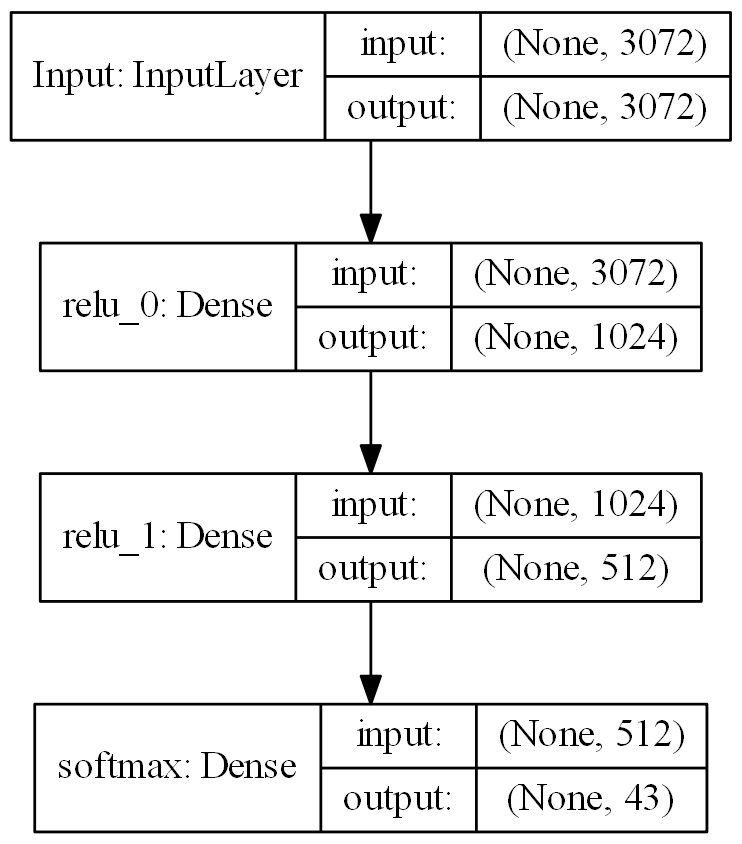 Input: InputLayer
input:
(None, 3072)
output:
(None, 3072)
relu_0: Dense
input:
(None, 3072)
output:
(None, 1024)
relu_1: Dense
input:
(None, 1024)
output:
(None, 512)
softmax: Dense
input:
(None, 512)
output:
(None, 43)